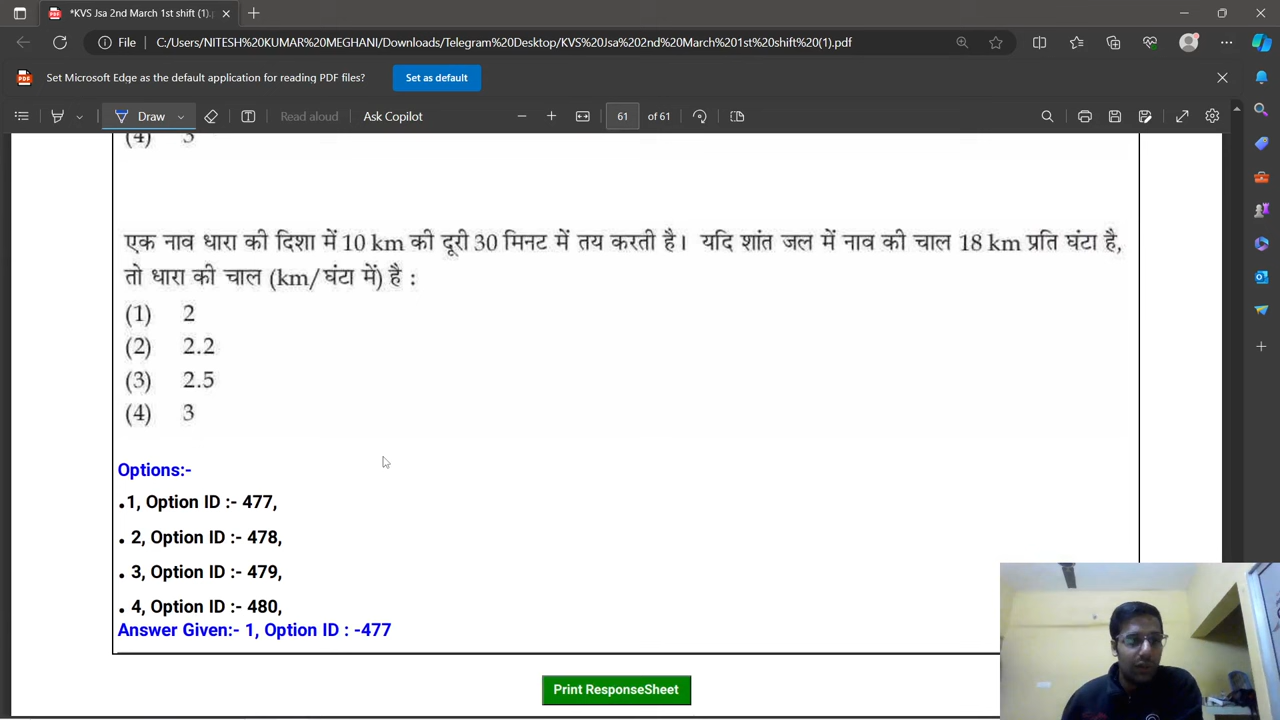 *KVS Jsa 2nd March 1st shift (1).p
File C:/Users/NITESH%20KUMAR%20MEGHANI/Downloads/Telegram%20Desktop/KVS%20Jsa%202nd%20March%201st%20shift%20(1).pdf
Set Microsoft Edge as the default application for reading PDF files? Set as default
Draw Read aloud Ask Copilot 61 of 61
(4) 3
एक नाव धारा की दिशा में 10 km की दूरी 30 मिनट में तय करती है। यदि शांत जल में नाव की चाल 18 km प्रति घंटा है,
तो धारा की चाल (km/घंटा में) है :
(1) 2
(2) 2.2
(3) 2.5
(4) 3
Options:-
.1, Option ID :- 477,
. 2, Option ID :- 478,
. 3, Option ID :- 479,
. 4, Option ID :- 480,
Answer Given:- 1, Option ID : -477
Print ResponseSheet